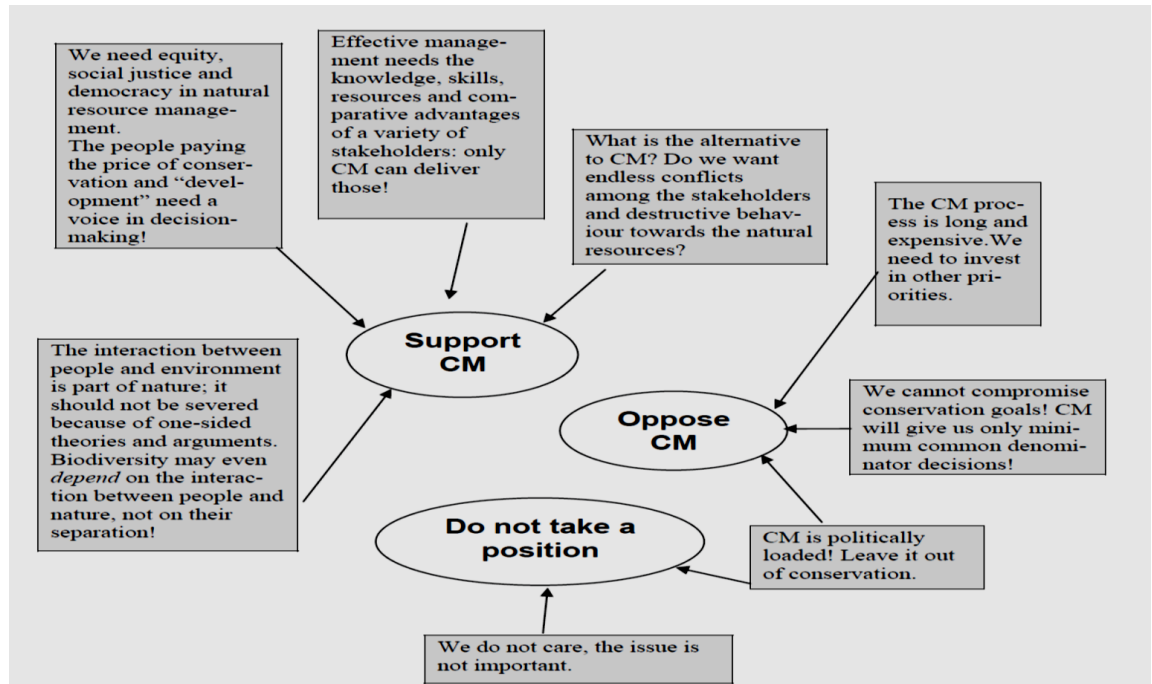 We need equity,
social justice and
democracy in natural
resource manage-
ment.
The people paying
the price of conser-
vation and “devel-
opment” need a
voice in decision-
making!
Effective manage-
ment needs the
knowledge, skills,
resources and com-
parative advantages
of a variety of
stakeholders: only
CM can deliver
those!
What is the alternative
to CM? Do we want
endless conflicts
among the stakeholders
and destructive behav-
iour towards the natural
resources?
The CM proc-
ess is long and
expensive.We
need to invest
in other pri-
orities.
Support
CM
The interaction between
people and environment
is part of nature; it
should not be severed
because of one-sided
theories and arguments.
Biodiversity may even
depend on the interac-
tion between people and
nature, not on their
separation!
Oppose
CM
We cannot compromise
conservation goals! CM
will give us only mini-
mum common denomi-
nator decisions!
Do not take a
position
CM is politically
loaded! Leave it out
of conservation.
We do not care, the issue is
not important.